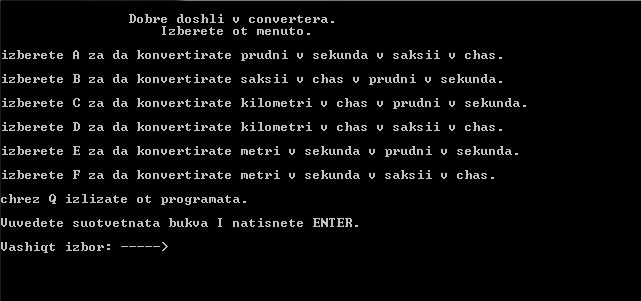 Dobre doshli v convertera.
Izberete ot menuto.
izberete A za da konvertirate prudni v sekunda v saksii v chas.
izberete B za da konvertirate saksii v chas v prudni v sekunda.
izberete C za da konvertirate kilometri v chas v prudni v sekunda.
izberete D za da konvertirate kilometri v chas v saksii v chas.
izberete E za da konvertirate metri v sekunda v prudni v sekunda.
izberete F za da konvertirate metri v sekunda v saksii v chas.
chrez Q izlizate ot programata.
Vuvedete suotvetnata bukva I natisnete ENTER.
Vashiqt izbor: ----->